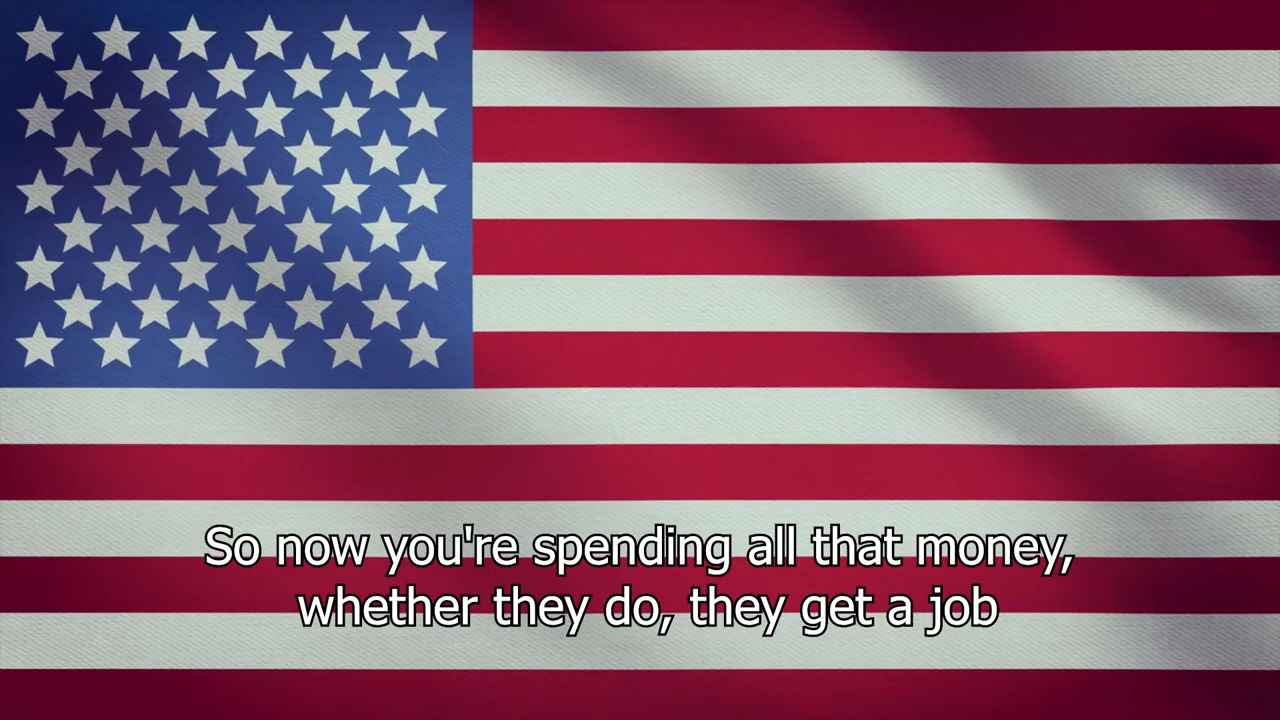 So now you're spending all that money,
whether they do, they get a job